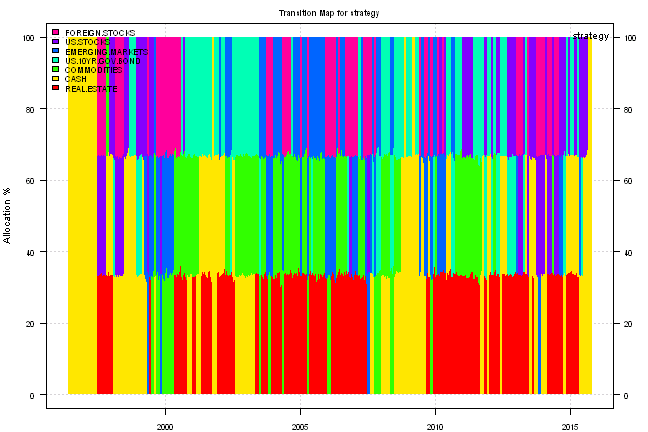 Transition Map for strategy
strategy
FOREIGN.STOCKS
US.STOCKS
EMERGING.MARKETS
US.10YR.GOV.BOND
COMMODITIES
CASH
REAL.ESTATE
Allocation %
100
80
60
40
20
0
100
80
60
40
20
0
2000 2005 2010 2015